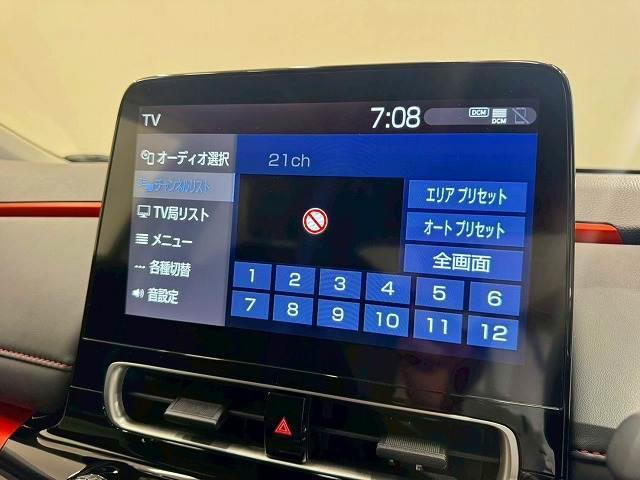 TV
7:08
DCM
DCM
オーディオ選択
21ch
チャンネルリスト
エリア プリセット
TV局リスト
オート プリセット
メニュー
全画面
各種切替
音設定
1 2 3 4 5 6
7 8 9 10 11 12